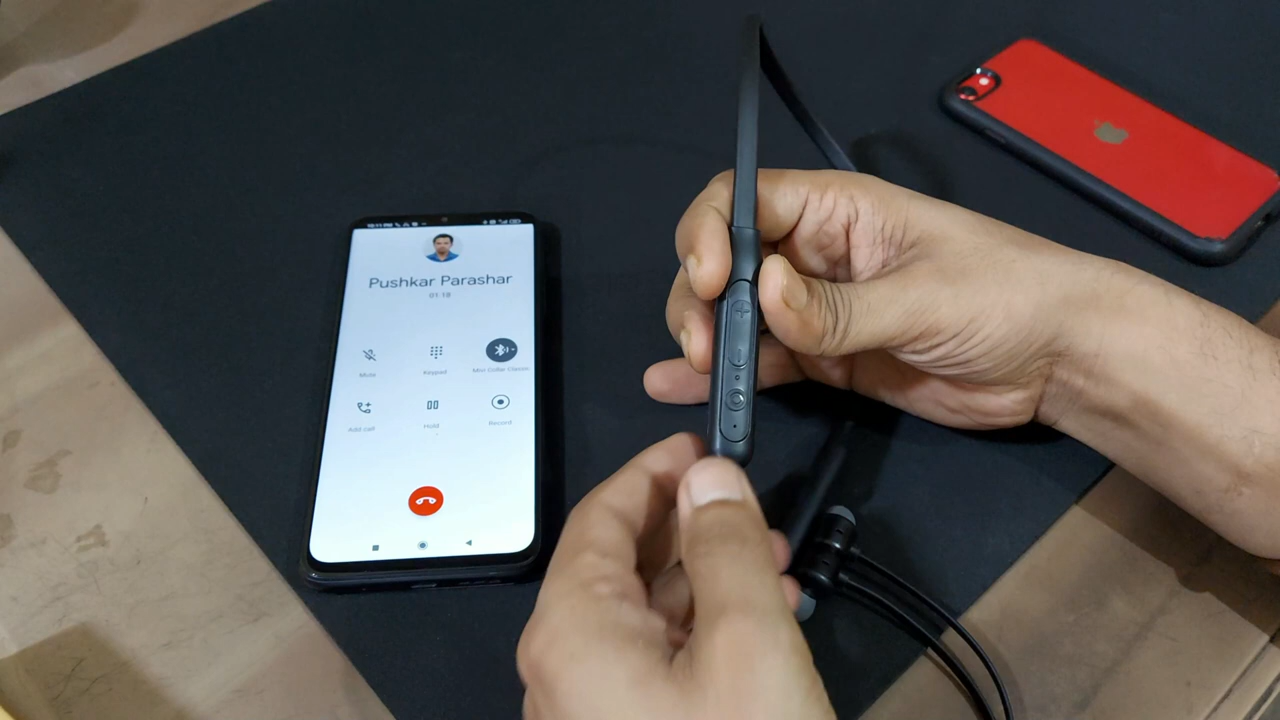 Pushkar Parashar
01:18
Mute
Keypad
Mivi Collar Classic
Add call
Hold
Record